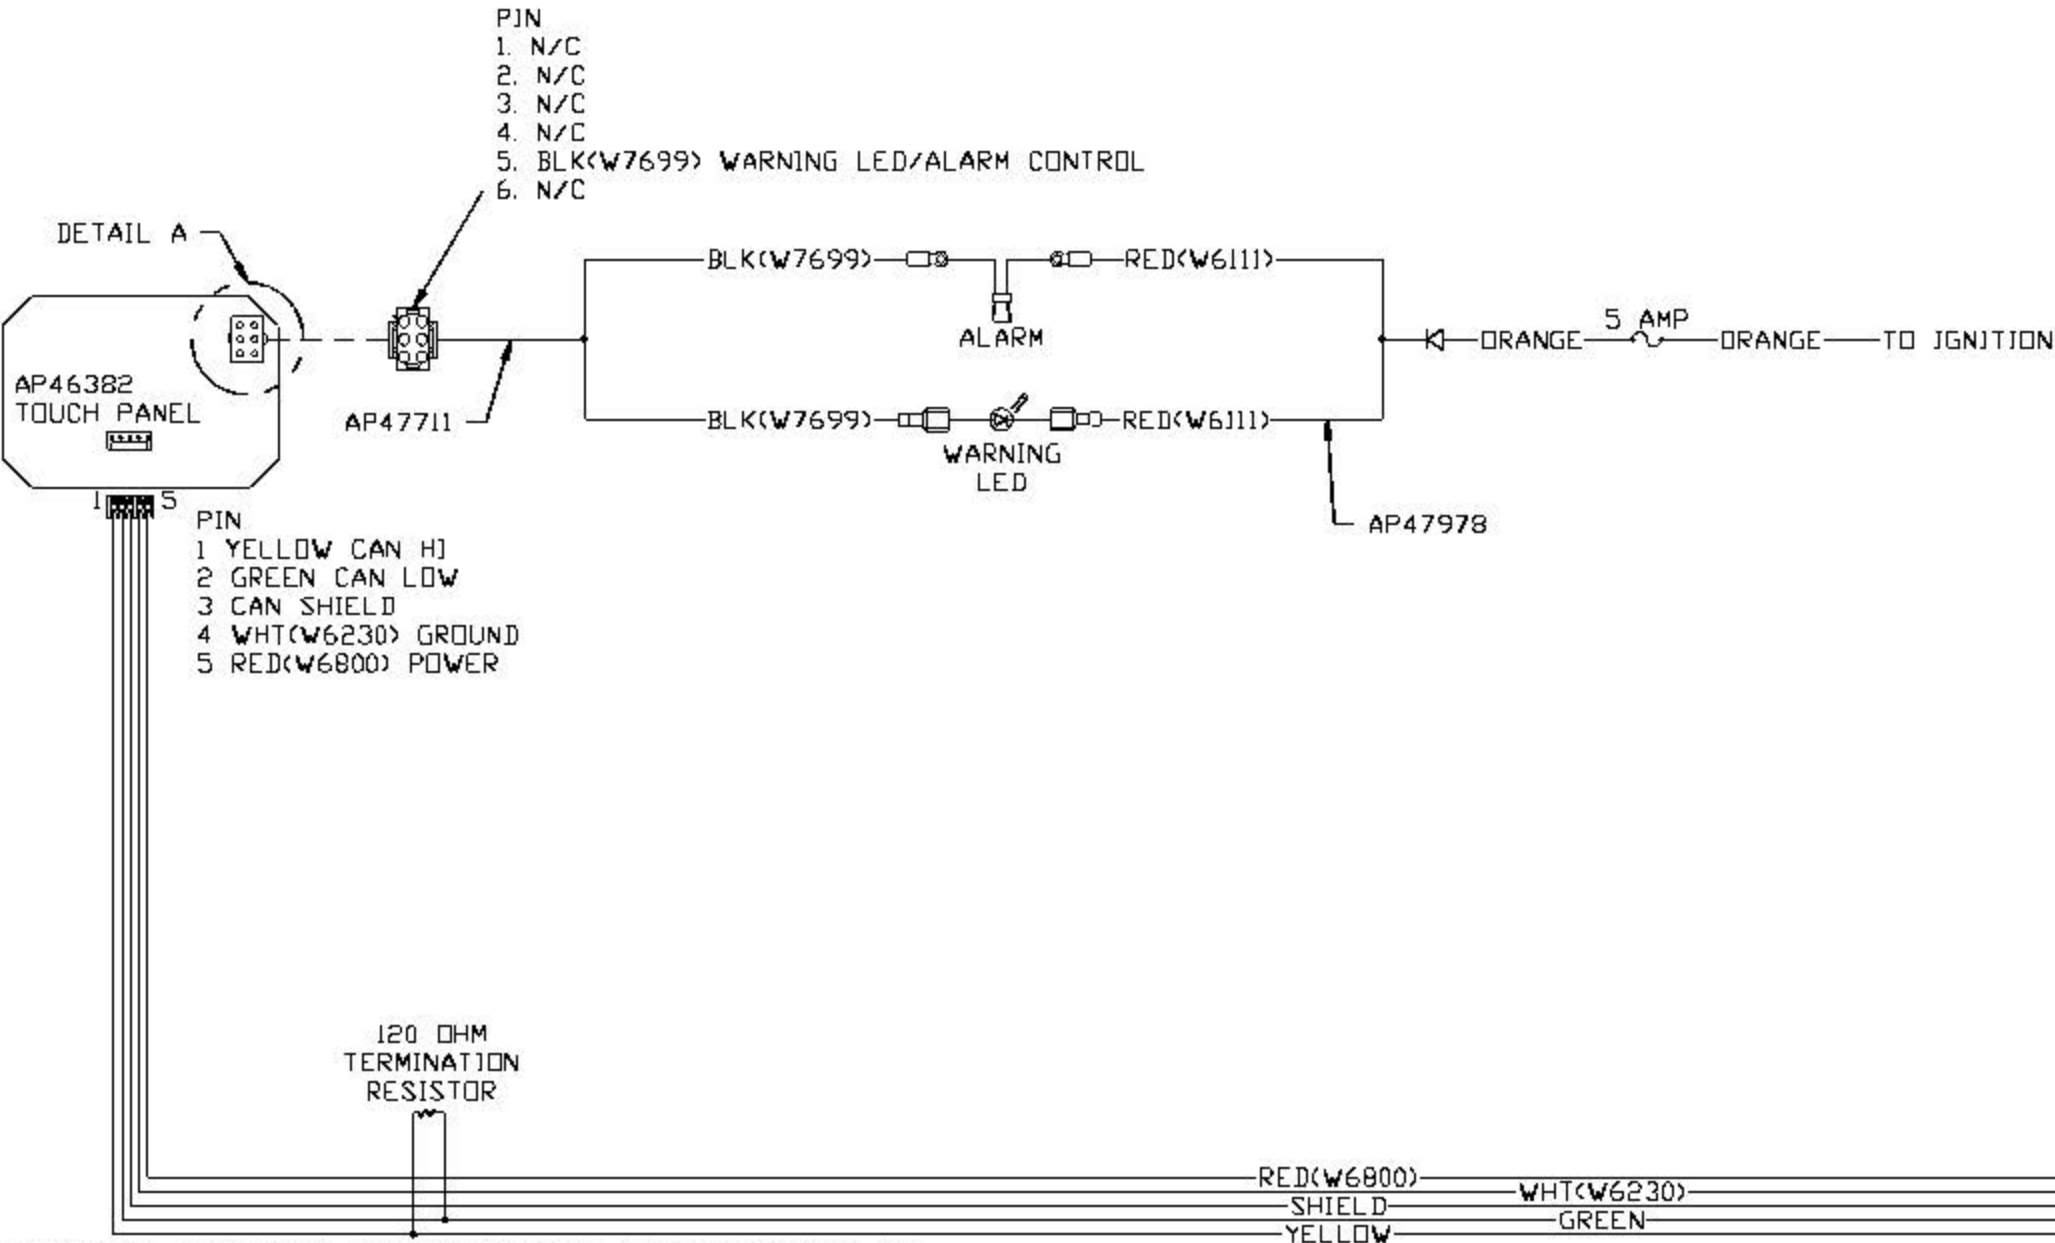 PIN
1. N/C
2. N/C
3. N/C
4. N/C
5. BLK(W7699) WARNING LED/ALARM CONTROL
6. N/C
DETAIL A
BLK(W7699)
RED(W6111)
ALARM
5 AMP
ORANGE
ORANGE
TO IGNITION
AP46382
TOUCH PANEL
AP47711
BLK(W7699)
RED(W6111)
WARNING
LED
AP47978
1
5
PIN
1 YELLOW CAN HI
2 GREEN CAN LOW
3 CAN SHIELD
4 WHT(W6230) GROUND
5 RED(W6800) POWER
120 OHM
TERMINATION
RESISTOR
RED(W6800)
WHT(W6230)
SHIELD
GREEN
YELLOW